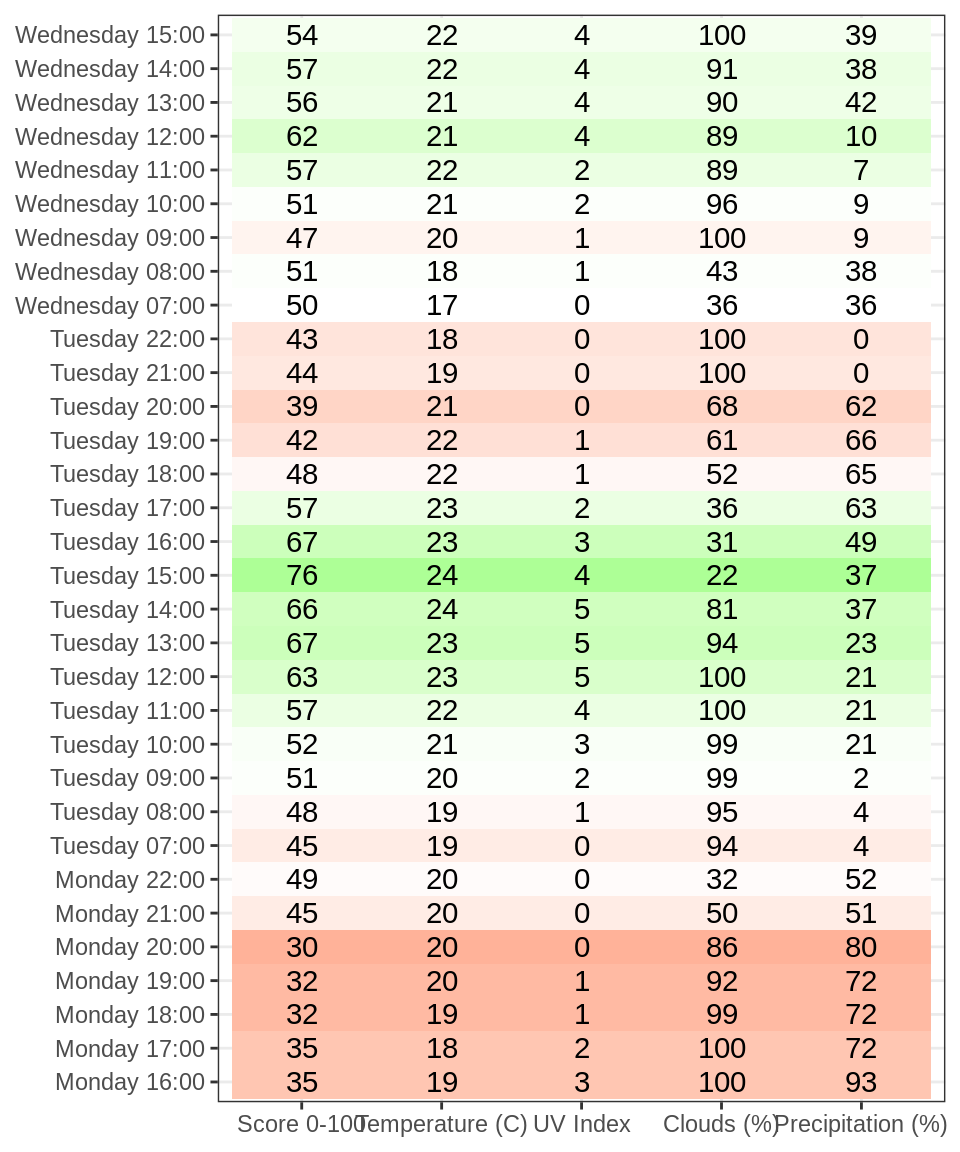 Wednesday 15:00 54 22 4 100 39
Wednesday 14:00 57 22 4 91 38
Wednesday 13:00 56 21 4 90 42
Wednesday 12:00 62 21 4 89 10
Wednesday 11:00 57 22 2 89 7
Wednesday 10:00 51 21 2 96 9
Wednesday 09:00 47 20 1 100 9
Wednesday 08:00 51 18 1 43 38
Wednesday 07:00 50 17 0 36 36
Tuesday 22:00 43 18 0 100 0
Tuesday 21:00 44 19 0 100 0
Tuesday 20:00 39 21 0 68 62
Tuesday 19:00 42 22 1 61 66
Tuesday 18:00 48 22 1 52 65
Tuesday 17:00 57 23 2 36 63
Tuesday 16:00 67 23 3 31 49
Tuesday 15:00 76 24 4 22 37
Tuesday 14:00 66 24 5 81 37
Tuesday 13:00 67 23 5 94 23
Tuesday 12:00 63 23 5 100 21
Tuesday 11:00 57 22 4 100 21
Tuesday 10:00 52 21 3 99 21
Tuesday 09:00 51 20 2 99 2
Tuesday 08:00 48 19 1 95 4
Tuesday 07:00 45 19 0 94 4
Monday 22:00 49 20 0 32 52
Monday 21:00 45 20 0 50 51
Monday 20:00 30 20 0 86 80
Monday 19:00 32 20 1 92 72
Monday 18:00 32 19 1 99 72
Monday 17:00 35 18 2 100 72
Monday 16:00 35 19 3 100 93
Score 0-100 Temperature (C) UV Index Clouds (%) Precipitation (%)